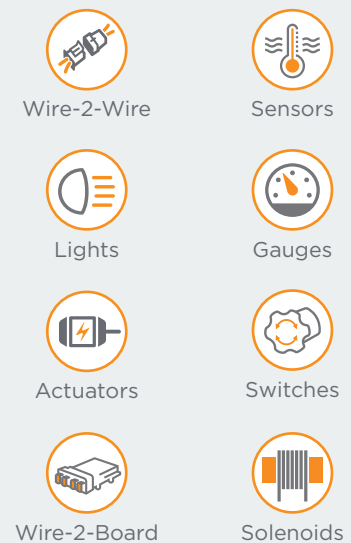 Wire-2-Wire
Sensors
Lights
Gauges
Actuators
Switches
Wire-2-Board
Solenoids